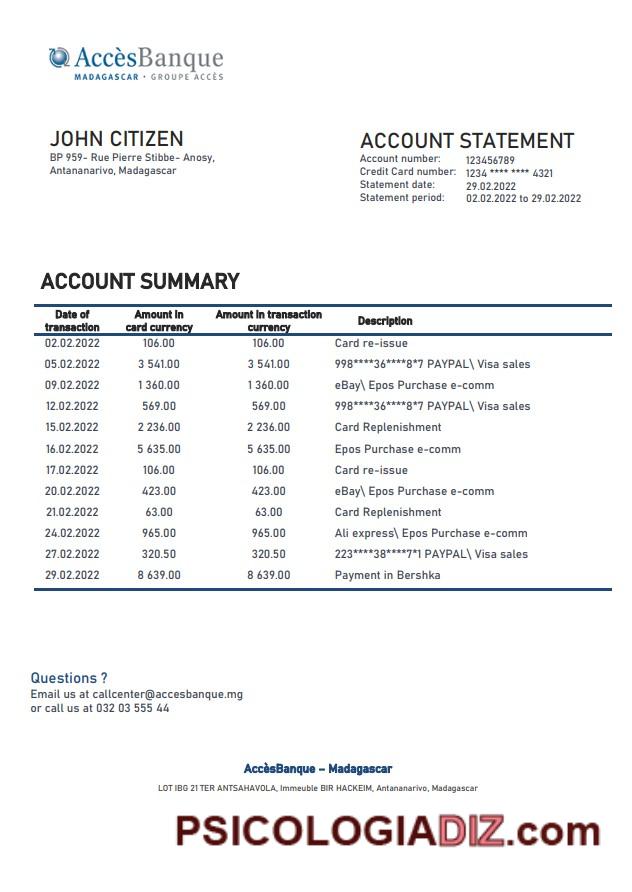 AccèsBanque
MADAGASCAR • GROUPE ACCÈS
JOHN CITIZEN
BP 959- Rue Pierre Stibbe- Anosy,
Antananarivo, Madagascar
ACCOUNT STATEMENT
Account number: 123456789
Credit Card number: 1234 **** **** 4321
Statement date: 29.02.2022
Statement period: 02.02.2022 to 29.02.2022
ACCOUNT SUMMARY
Date of transaction Amount in card currency Amount in transaction currency Description
02.02.2022 106.00 106.00 Card re-issue
05.02.2022 3 541.00 3 541.00 998****36****8*7 PAYPAL\ Visa sales
09.02.2022 1 360.00 1 360.00 eBay\ Epos Purchase e-comm
12.02.2022 569.00 569.00 998****36****8*7 PAYPAL\ Visa sales
15.02.2022 2 236.00 2 236.00 Card Replenishment
16.02.2022 5 635.00 5 635.00 Epos Purchase e-comm
17.02.2022 106.00 106.00 Card re-issue
20.02.2022 423.00 423.00 eBay\ Epos Purchase e-comm
21.02.2022 63.00 63.00 Card Replenishment
24.02.2022 965.00 965.00 Ali express\ Epos Purchase e-comm
27.02.2022 320.50 320.50 223****38****7*1 PAYPAL\ Visa sales
29.02.2022 8 639.00 8 639.00 Payment in Bershka
Questions ?
Email us at callcenter@accesbanque.mg
or call us at 032 03 555 44
AccèsBanque – Madagascar
LOT IBG 21 TER ANTSAHAVOLA, Immeuble BIR HACKEIM, Antananarivo, Madagascar
PSICOLOGIADIZ.com